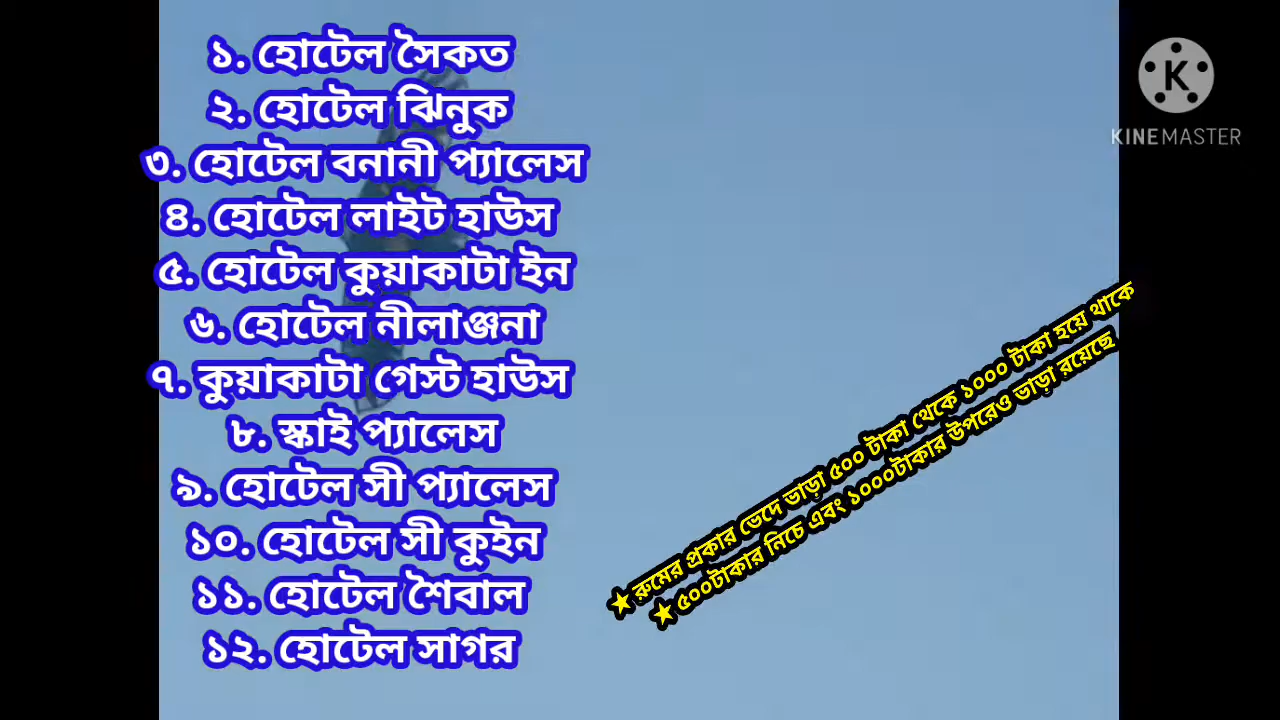 ১. হোটেল সৈকত
২. হোটেল ঝিনুক
৩. হোটেল বনানী প্যালেস
৪. হোটেল লাইট হাউস
৫. হোটেল কুয়াকাটা ইন
৬. হোটেল নীলাঞ্জনা
৭. কুয়াকাটা গেস্ট হাউস
৮. স্কাই প্যালেস
৯. হোটেল সী প্যালেস
১০. হোটেল সী কুইন
১১. হোটেল শৈবাল
১২. হোটেল সাগর
★ রুমের প্রকার ভেদে ভাড়া ৫০০ টাকা থেকে ১০০০ টাকা হয়ে থাকে
★ ৫০০টাকার নিচে এবং ১০০০টাকার উপরেও ভাড়া রয়েছে
K
KINEMASTER